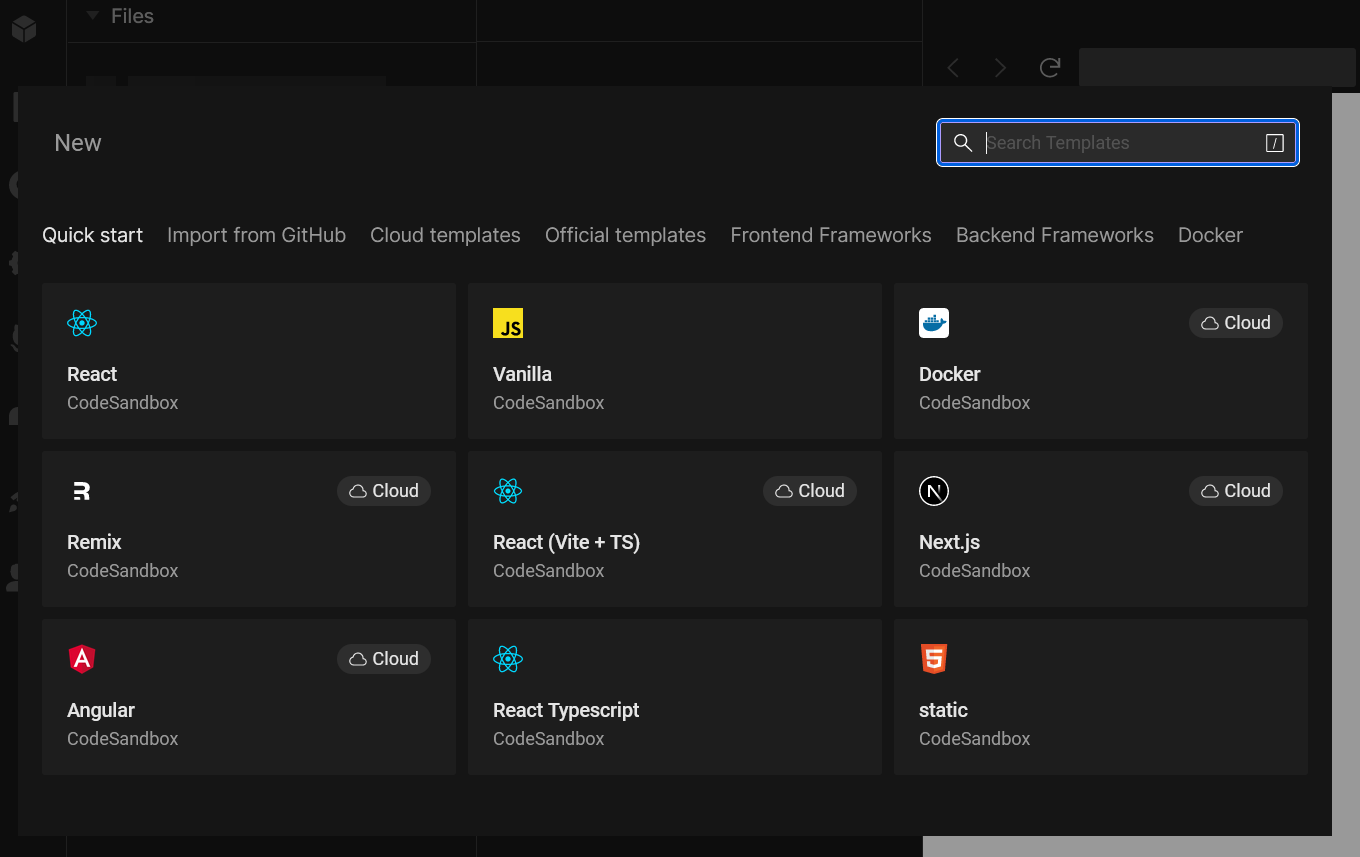 Files
New
Search Templates /
Quick start Import from GitHub Cloud templates Official templates Frontend Frameworks Backend Frameworks Docker
React
CodeSandbox
JS
Vanilla
CodeSandbox
Cloud
Docker
CodeSandbox
Cloud
Remix
CodeSandbox
Cloud
React (Vite + TS)
CodeSandbox
N
Cloud
Next.js
CodeSandbox
A
Cloud
Angular
CodeSandbox
React Typescript
CodeSandbox
5
static
CodeSandbox